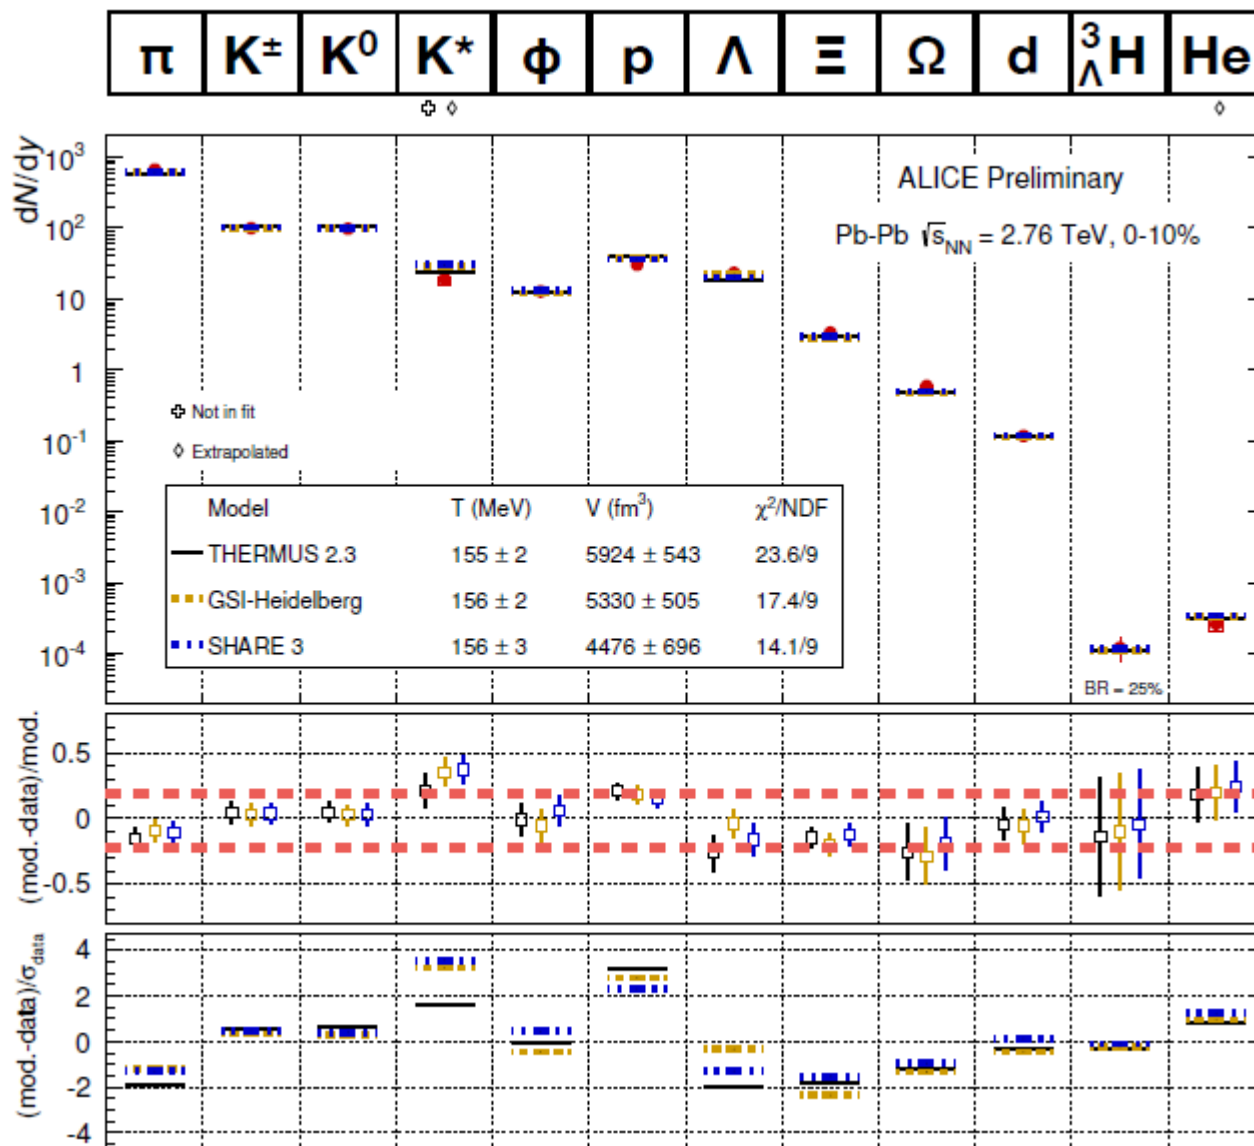 π K± K⁰ K* ϕ p Λ Ξ Ω d ³ΛH He
dN/dy
10³
10²
10
1
10⁻¹
10⁻²
10⁻³
10⁻⁴
ALICE Preliminary
Pb-Pb √sNN = 2.76 TeV, 0-10%
Not in fit
Extrapolated
Model T (MeV) V (fm³) χ²/NDF
THERMUS 2.3 155 ± 2 5924 ± 543 23.6/9
GSI-Heidelberg 156 ± 2 5330 ± 505 17.4/9
SHARE 3 156 ± 3 4476 ± 696 14.1/9
BR = 25%
(mod.-data)/mod.
0.5
0
-0.5
(mod.-data)/σdata
4
2
0
-2
-4